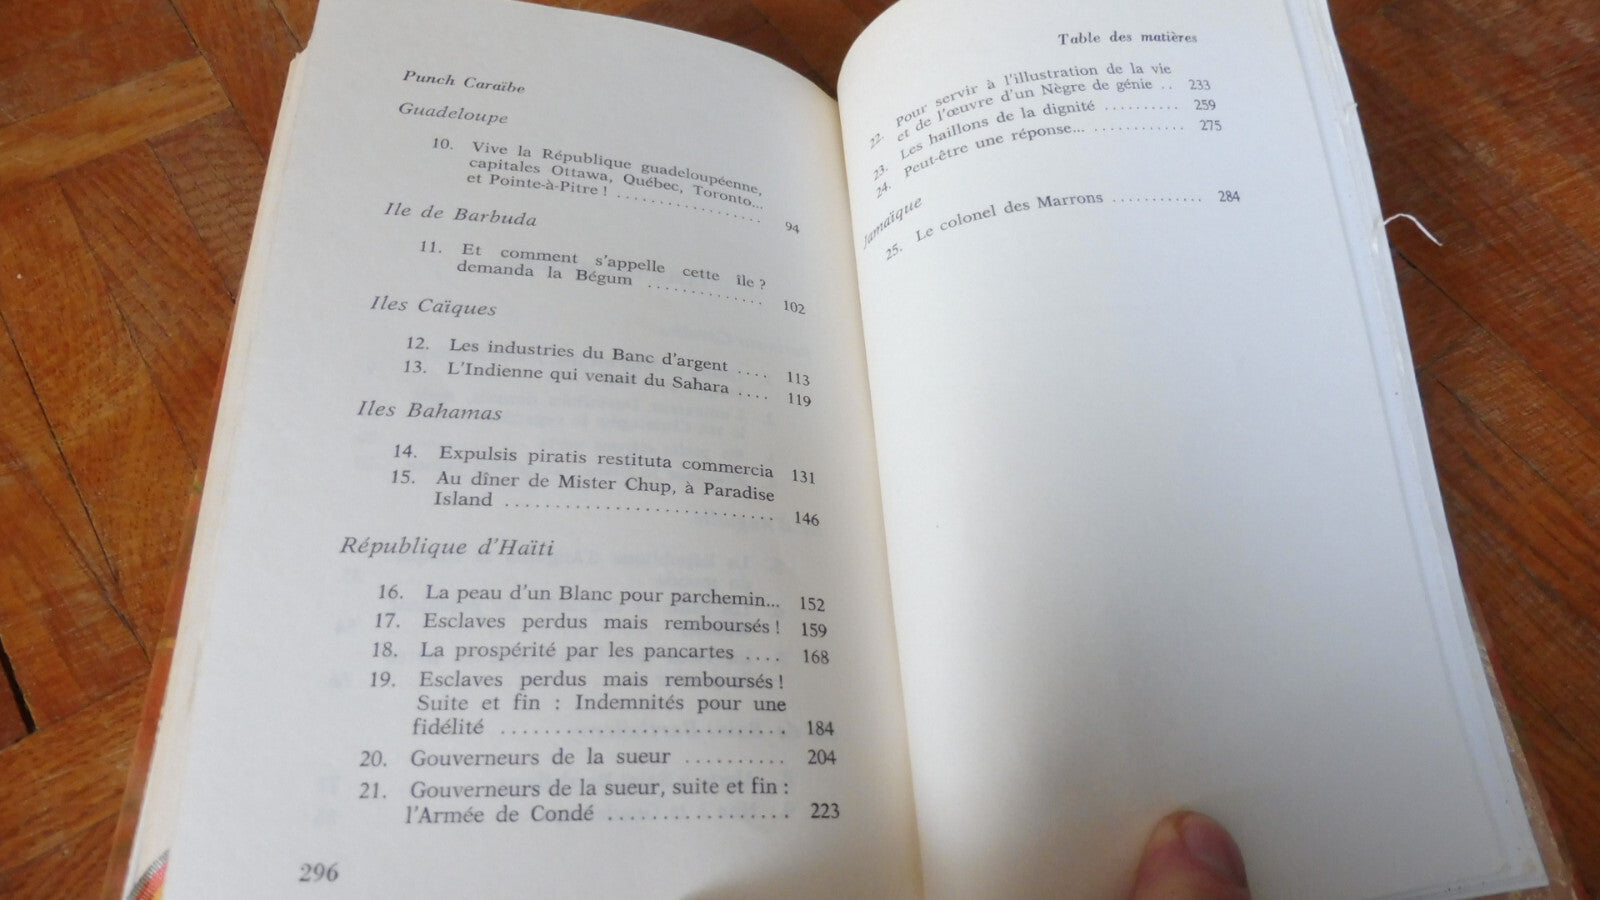 Punch Caraïbe
Guadeloupe
10. Vive la République guadeloupéenne,
capitales Ottawa, Québec, Toronto...
et Pointe-à-Pitre ! .................. 94
Ile de Barbuda
11. Et comment s'appelle cette île ?
demanda la Bégum .............. 102
Iles Caïques
12. Les industries du Banc d'argent .... 113
13. L'Indienne qui venait du Sahara .... 119
Iles Bahamas
14. Expulsis piratis restituta commercia 131
15. Au dîner de Mister Chup, à Paradise
Island ........................... 146
République d'Haïti
16. La peau d'un Blanc pour parchemin... 152
17. Esclaves perdus mais remboursés ! 159
18. La prospérité par les pancartes .... 168
19. Esclaves perdus mais remboursés !
Suite et fin : Indemnités pour une
fidélité .......................... 184
20. Gouverneurs de la sueur .......... 204
21. Gouverneurs de la sueur, suite et fin :
l'Armée de Condé ................. 223
296
Table des matières
22. Pour servir à l'illustration de la vie
et de l'œuvre d'un Nègre de génie .. 233
23. Les haillons de la dignité .......... 259
24. Peut-être une réponse... ............ 275
Jamaïque
25. Le colonel des Marrons ............ 284